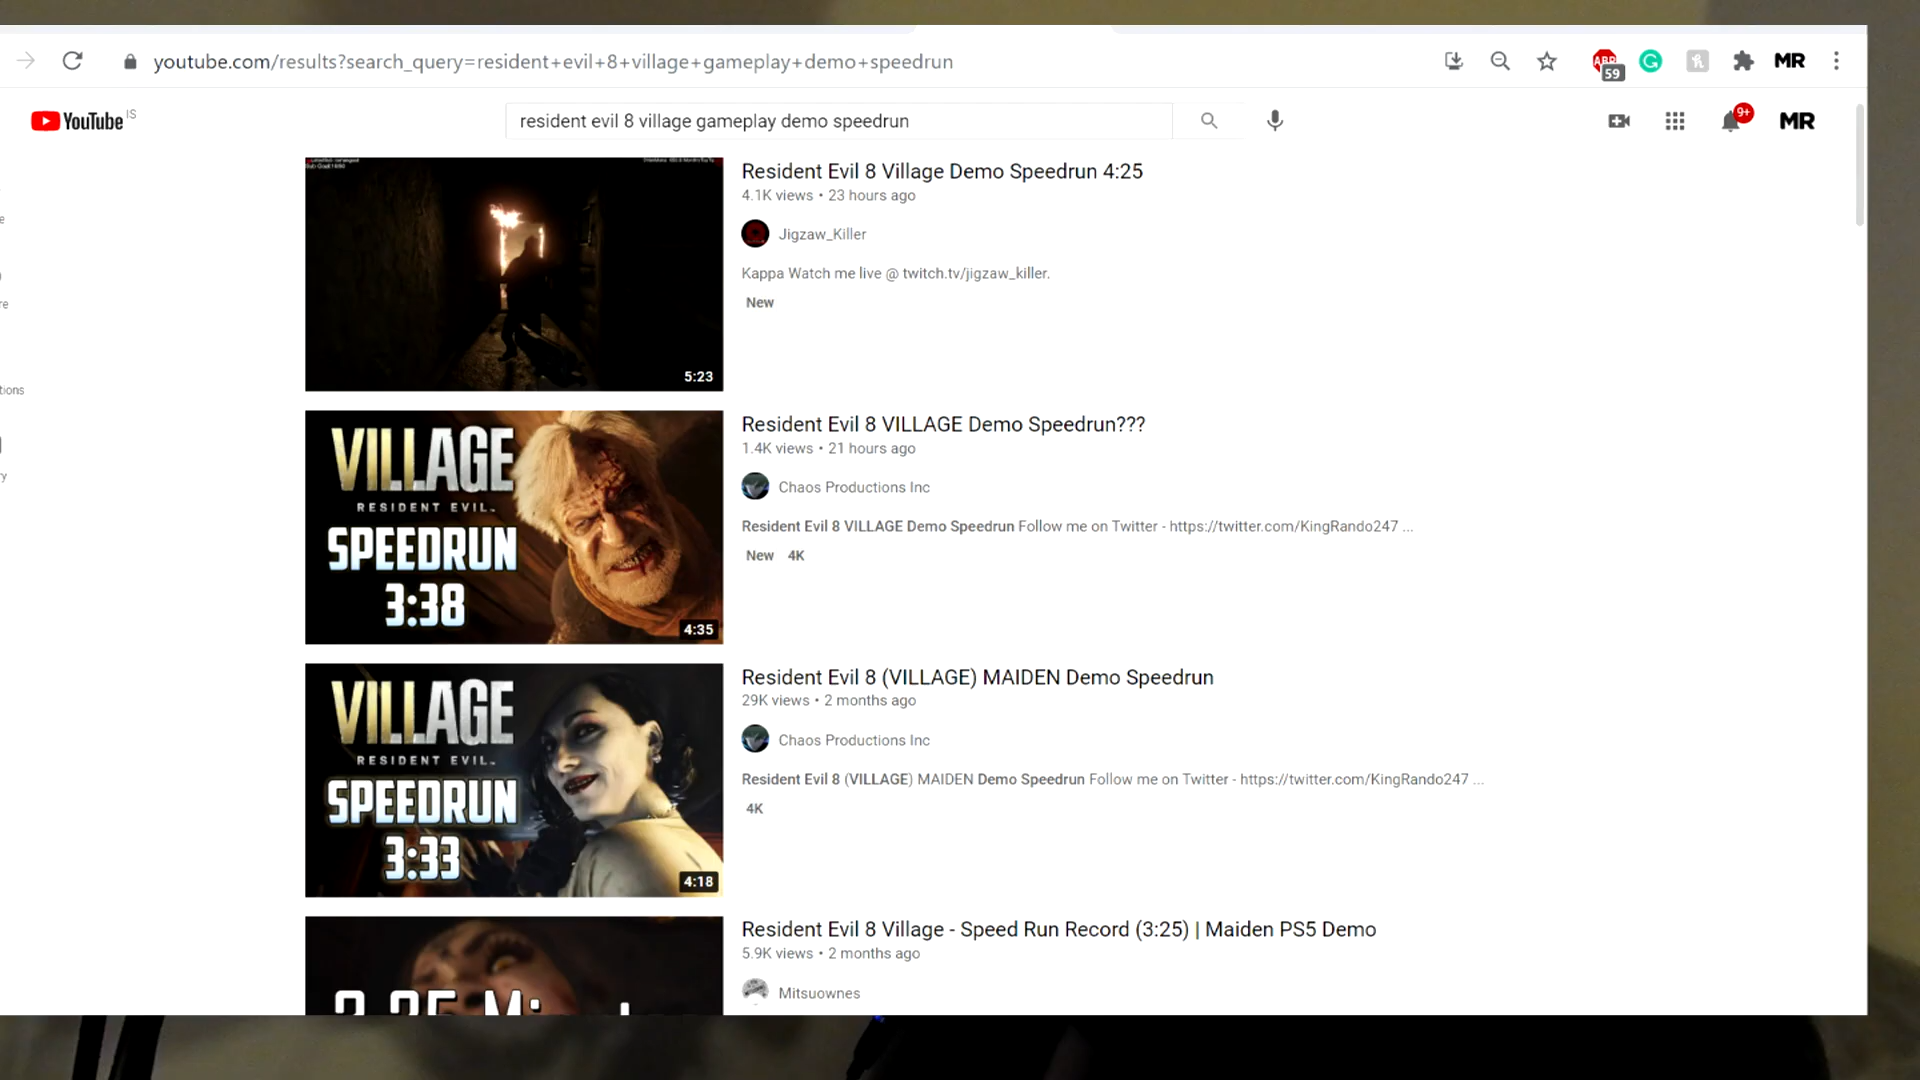 youtube.com/results?search_query=resident+evil+8+village+gameplay+demo+speedrun
ABP
59
G
MR
YouTube IS
resident evil 8 village gameplay demo speedrun
9+
MR
5:23
Resident Evil 8 Village Demo Speedrun 4:25
4.1K views • 23 hours ago
Jigzaw_Killer
Kappa Watch me live @ twitch.tv/jigzaw_killer.
New
VILLAGE
RESIDENT EVIL
SPEEDRUN
3:38
4:35
Resident Evil 8 VILLAGE Demo Speedrun???
1.4K views • 21 hours ago
Chaos Productions Inc
Resident Evil 8 VILLAGE Demo Speedrun Follow me on Twitter - https://twitter.com/KingRando247 ...
New 4K
VILLAGE
RESIDENT EVIL
SPEEDRUN
3:33
4:18
Resident Evil 8 (VILLAGE) MAIDEN Demo Speedrun
29K views • 2 months ago
Chaos Productions Inc
Resident Evil 8 (VILLAGE) MAIDEN Demo Speedrun Follow me on Twitter - https://twitter.com/KingRando247 ...
4K
Resident Evil 8 Village - Speed Run Record (3:25) | Maiden PS5 Demo
5.9K views • 2 months ago
Mitsuownes
e
re
tions
ry